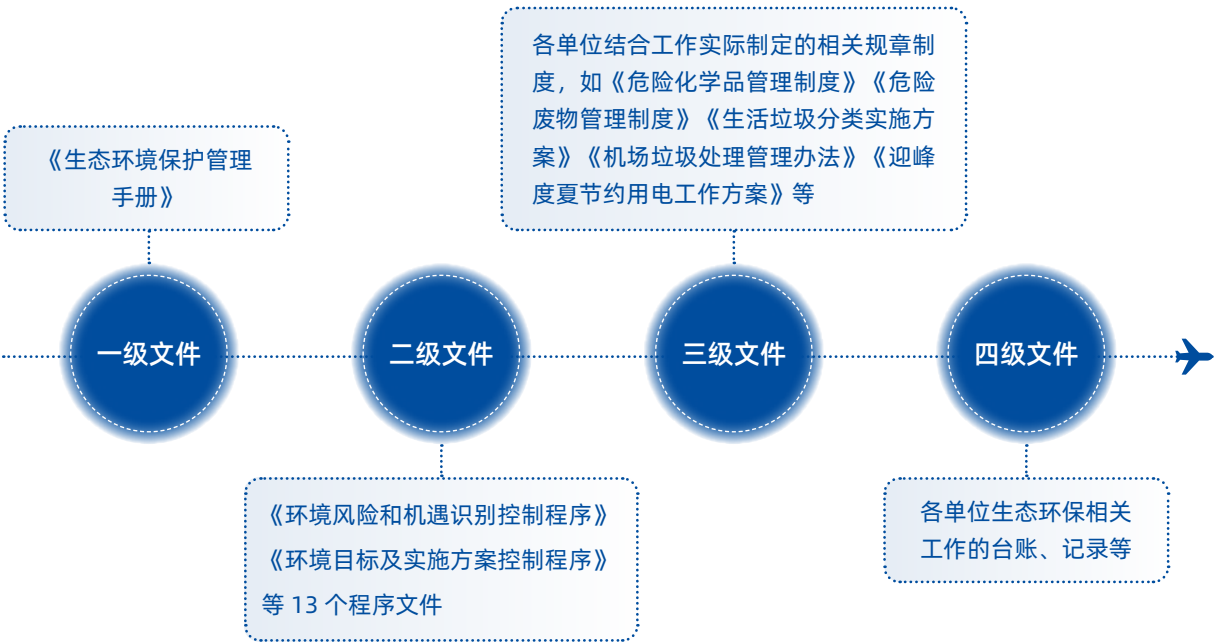 各单位结合工作实际制定的相关规章制
度，如《危险化学品管理制度》《危险
废物管理制度》《生活垃圾分类实施方
案》《机场垃圾处理管理办法》《迎峰
度夏节约用电工作方案》等
《生态环境保护管理
手册》
一级文件
二级文件
三级文件
四级文件
《环境风险和机遇识别控制程序》
《环境目标及实施方案控制程序》
等 13 个程序文件
各单位生态环保相关
工作的台账、记录等